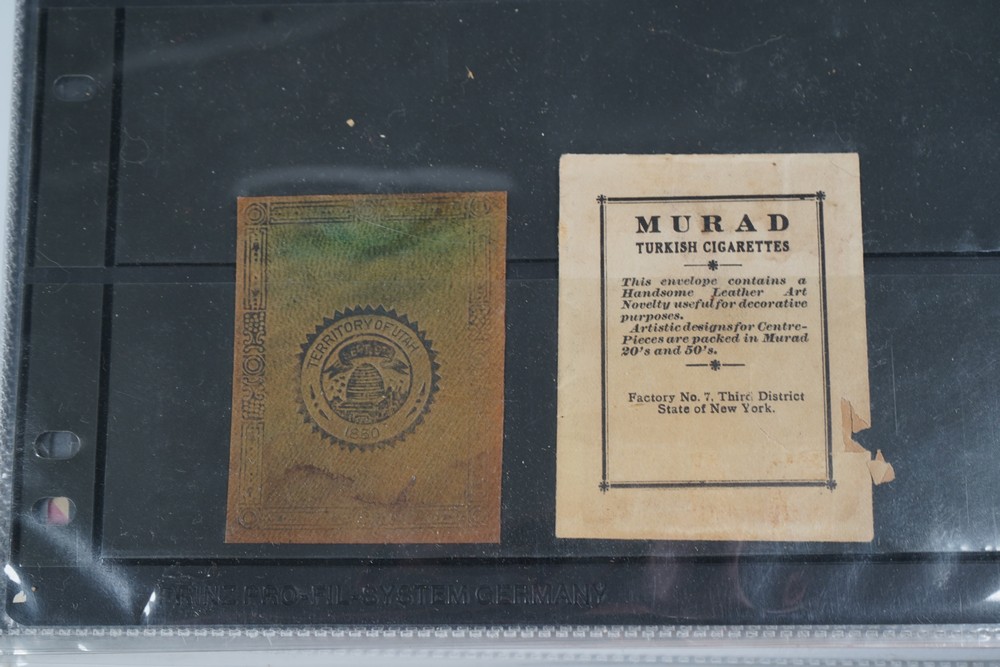 TERRITORY OF UTAH
1850
MURAD
TURKISH CIGARETTES
This envelope contains a
Handsome Leather Art
Novelty useful for decorative
purposes.
Artistic designs for Centre-
Pieces are packed in Murad
20's and 50's.
Factory No. 7, Third District
State of New York.
PRO-FIL-SYSTEM GERMANY